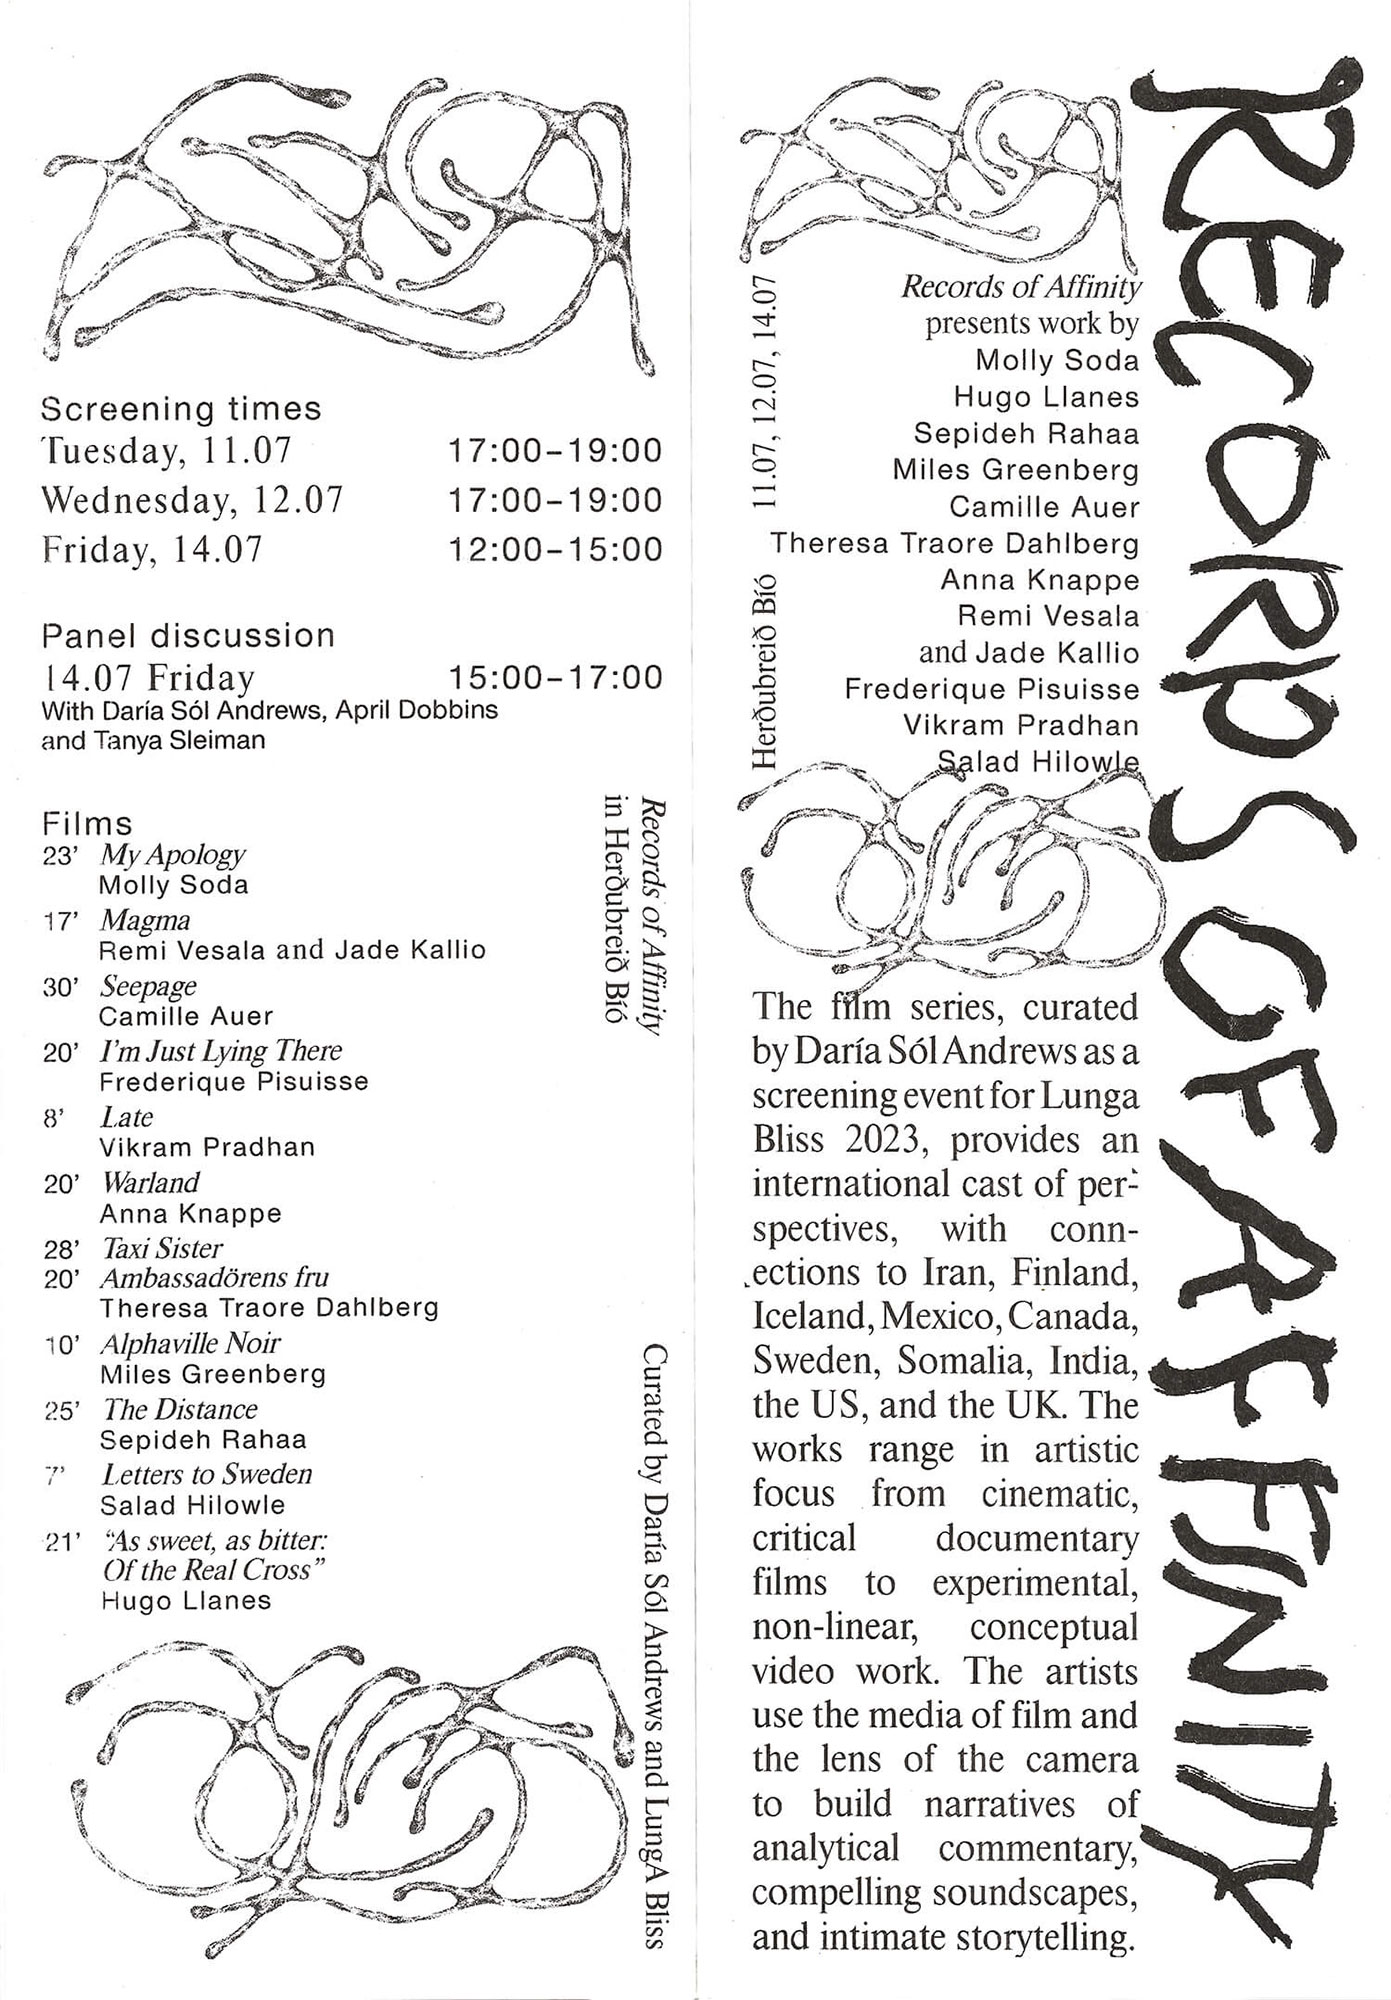 Screening times
Tuesday, 11.07 17:00–19:00
Wednesday, 12.07 17:00–19:00
Friday, 14.07 12:00–15:00
Panel discussion
14.07 Friday 15:00–17:00
With Daría Sól Andrews, April Dobbins
and Tanya Sleiman
Films
23’ My Apology
Molly Soda
17’ Magma
Remi Vesala and Jade Kallio
30’ Seepage
Camille Auer
20’ I’m Just Lying There
Frederique Pisuisse
8’ Late
Vikram Pradhan
20’ Warland
Anna Knappe
28’ Taxi Sister
20’ Ambassadörens fru
Theresa Traore Dahlberg
10’ Alphaville Noir
Miles Greenberg
25’ The Distance
Sepideh Rahaa
7’ Letters to Sweden
Salad Hilowle
21’ “As sweet, as bitter:
Of the Real Cross”
Hugo Llanes
Records of Affinity
in Herðubreið Bíó
Curated by Daría Sól Andrews and LungA Bliss
Herðubreið Bíó 11.07, 12.07, 14.07
Records of Affinity
presents work by
Molly Soda
Hugo Llanes
Sepideh Rahaa
Miles Greenberg
Camille Auer
Theresa Traore Dahlberg
Anna Knappe
Remi Vesala
and Jade Kallio
Frederique Pisuisse
Vikram Pradhan
Salad Hilowle
The film series, curated
by Daría Sól Andrews as a
screening event for Lunga
Bliss 2023, provides an
international cast of per-
spectives, with conn-
ections to Iran, Finland,
Iceland, Mexico, Canada,
Sweden, Somalia, India,
the US, and the UK. The
works range in artistic
focus from cinematic,
critical documentary
films to experimental,
non-linear, conceptual
video work. The artists
use the media of film and
the lens of the camera
to build narratives of
analytical commentary,
compelling soundscapes,
and intimate storytelling.
RECORDS OF AFFINITY